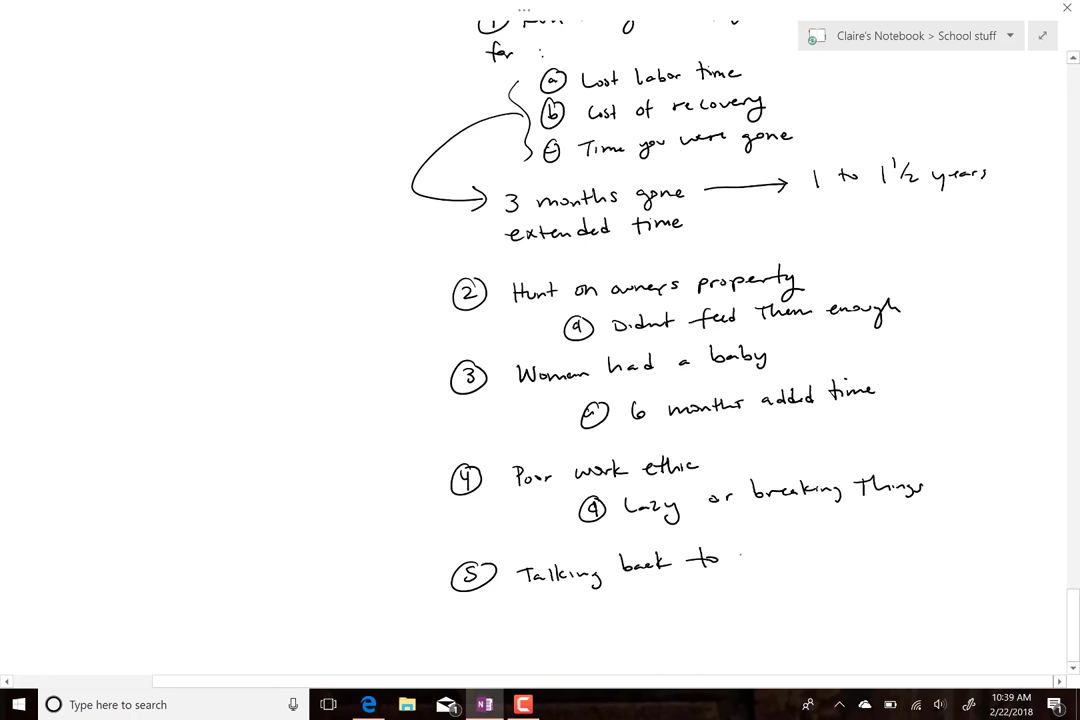 Claire's Notebook > School stuff
for :
a Lost labor time
b Cost of recovery
c Time you were gone
3 months gone → 1 to 1 1/2 years
extended time
2 Hunt on owners property
a Didnt feed them enough
3 Woman had a baby
a 6 months added time
4 Poor work ethic
a Lazy or breaking things
5 Talking back to
Type here to search
10:39 AM
2/22/2018